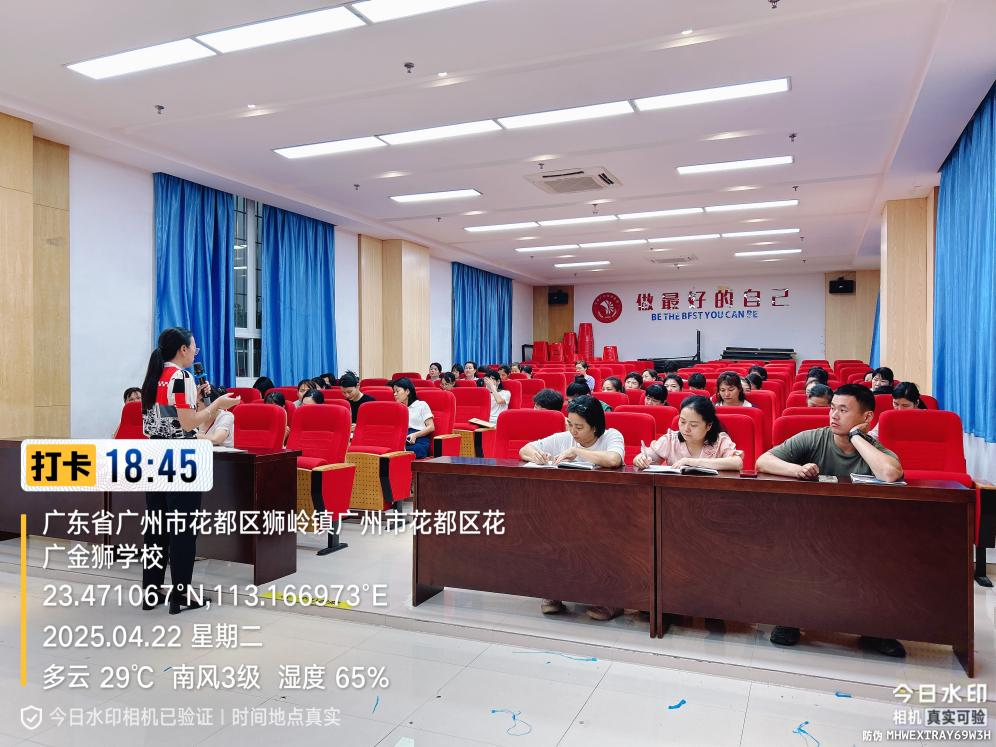 做最好的自己
BE THE BEST YOU CAN BE
打卡 18:45
广东省广州市花都区狮岭镇广州市花都区花
广金狮学校
23.471067°N,113.166973°E
2025.04.22 星期二
多云 29℃ 南风3级 湿度 65%
今日水印相机已验证 | 时间地点真实
今日水印
相机 真实可验
防伪 MHWEXTRAY69W3H